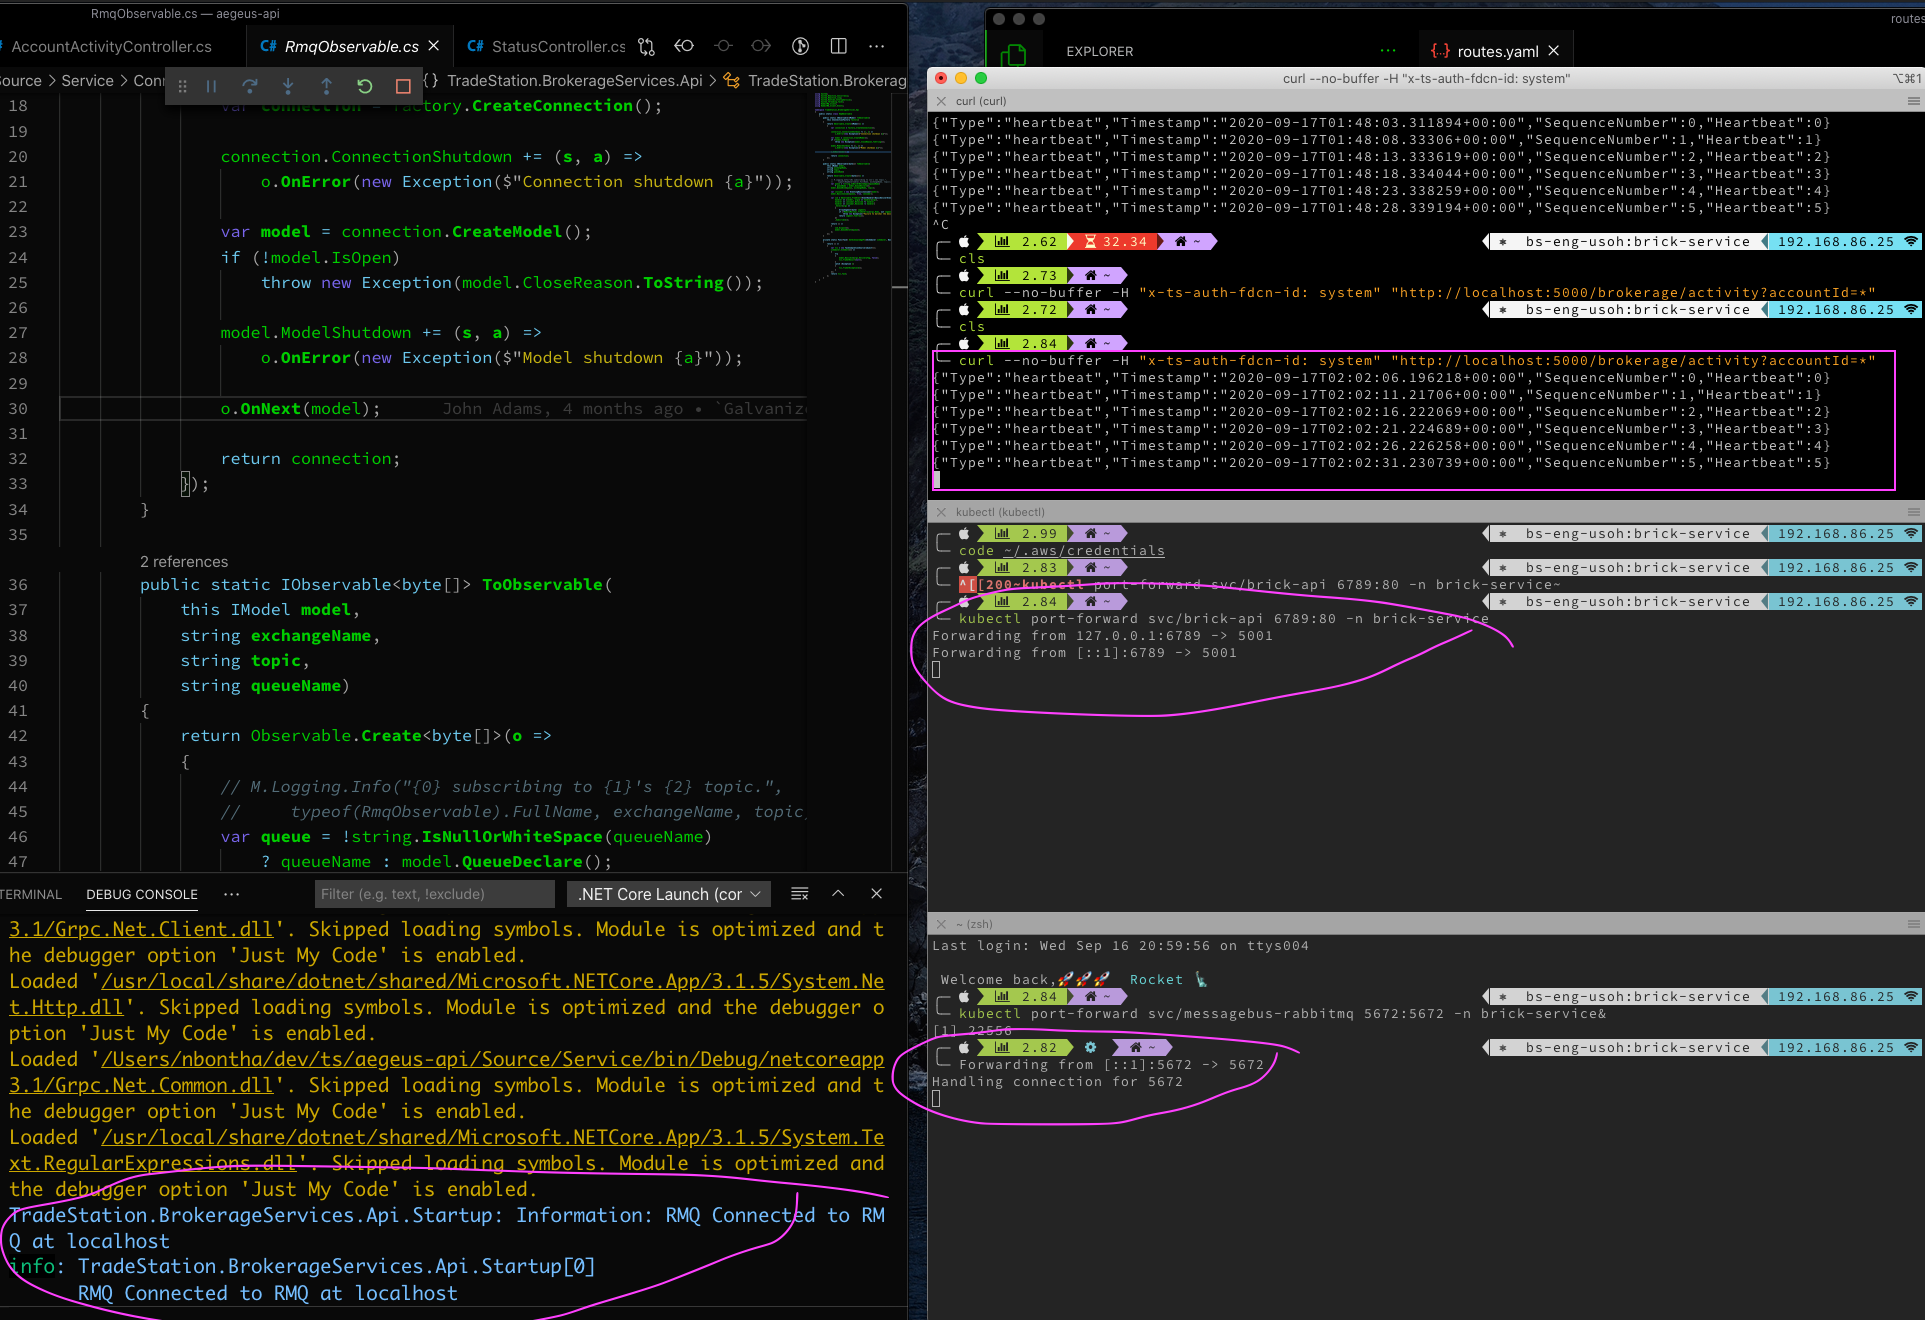 RmqObservable.cs — aegeus-api
AccountActivityController.cs
C# RmqObservable.cs
C# StatusController.cs
Source > Service > Con
{} TradeStation.BrokerageServices.Api > TradeStation.Brokerag
18 var connection = factory.CreateConnection();
19
20 connection.ConnectionShutdown += (s, a) =>
21 o.OnError(new Exception($"Connection shutdown {a}"));
22
23 var model = connection.CreateModel();
24 if (!model.IsOpen)
25 throw new Exception(model.CloseReason.ToString());
26
27 model.ModelShutdown += (s, a) =>
28 o.OnError(new Exception($"Model shutdown {a}"));
29
30 o.OnNext(model); John Adams, 4 months ago • `Galvaniz
31
32 return connection;
33 });
34 }
35
2 references
36 public static IObservable<byte[]> ToObservable(
37 this IModel model,
38 string exchangeName,
39 string topic,
40 string queueName)
41 {
42 return Observable.Create<byte[]>(o =>
43 {
44 // M.Logging.Info("{0} subscribing to {1}'s {2} topic.",
45 // typeof(RmqObservable).FullName, exchangeName, topic
46 var queue = !string.IsNullOrWhiteSpace(queueName)
47 ? queueName : model.QueueDeclare();
TERMINAL
DEBUG CONSOLE
Filter (e.g. text, !exclude)
.NET Core Launch (cor
3.1/Grpc.Net.Client.dll'. Skipped loading symbols. Module is optimized and t
he debugger option 'Just My Code' is enabled.
Loaded '/usr/local/share/dotnet/shared/Microsoft.NETCore.App/3.1.5/System.Ne
t.Http.dll'. Skipped loading symbols. Module is optimized and the debugger o
ption 'Just My Code' is enabled.
Loaded '/Users/nbontha/dev/ts/aegeus-api/Source/Service/bin/Debug/netcoreapp
3.1/Grpc.Net.Common.dll'. Skipped loading symbols. Module is optimized and t
he debugger option 'Just My Code' is enabled.
Loaded '/usr/local/share/dotnet/shared/Microsoft.NETCore.App/3.1.5/System.Te
xt.RegularExpressions.dll'. Skipped loading symbols. Module is optimized and
the debugger option 'Just My Code' is enabled.
TradeStation.BrokerageServices.Api.Startup: Information: RMQ Connected to RM
Q at localhost
info: TradeStation.BrokerageServices.Api.Startup[0]
RMQ Connected to RMQ at localhost
routes
EXPLORER
{..} routes.yaml
curl --no-buffer -H "x-ts-auth-fdcn-id: system"
⌥⌘1
curl (curl)
{"Type":"heartbeat","Timestamp":"2020-09-17T01:48:03.311894+00:00","SequenceNumber":0,"Heartbeat":0}
{"Type":"heartbeat","Timestamp":"2020-09-17T01:48:08.33306+00:00","SequenceNumber":1,"Heartbeat":1}
{"Type":"heartbeat","Timestamp":"2020-09-17T01:48:13.333619+00:00","SequenceNumber":2,"Heartbeat":2}
{"Type":"heartbeat","Timestamp":"2020-09-17T01:48:18.334044+00:00","SequenceNumber":3,"Heartbeat":3}
{"Type":"heartbeat","Timestamp":"2020-09-17T01:48:23.338259+00:00","SequenceNumber":4,"Heartbeat":4}
{"Type":"heartbeat","Timestamp":"2020-09-17T01:48:28.339194+00:00","SequenceNumber":5,"Heartbeat":5}
^C
2.62 32.34 ~ bs-eng-usoh:brick-service 192.168.86.25
cls
2.73 ~
curl --no-buffer -H "x-ts-auth-fdcn-id: system" "http://localhost:5000/brokerage/activity?accountId=*"
2.72 ~ bs-eng-usoh:brick-service 192.168.86.25
cls
2.84 ~
curl --no-buffer -H "x-ts-auth-fdcn-id: system" "http://localhost:5000/brokerage/activity?accountId=*"
{"Type":"heartbeat","Timestamp":"2020-09-17T02:02:06.196218+00:00","SequenceNumber":0,"Heartbeat":0}
{"Type":"heartbeat","Timestamp":"2020-09-17T02:02:11.21706+00:00","SequenceNumber":1,"Heartbeat":1}
{"Type":"heartbeat","Timestamp":"2020-09-17T02:02:16.222069+00:00","SequenceNumber":2,"Heartbeat":2}
{"Type":"heartbeat","Timestamp":"2020-09-17T02:02:21.224689+00:00","SequenceNumber":3,"Heartbeat":3}
{"Type":"heartbeat","Timestamp":"2020-09-17T02:02:26.226258+00:00","SequenceNumber":4,"Heartbeat":4}
{"Type":"heartbeat","Timestamp":"2020-09-17T02:02:31.230739+00:00","SequenceNumber":5,"Heartbeat":5}
kubectl (kubectl)
2.99 ~ bs-eng-usoh:brick-service 192.168.86.25
code ~/.aws/credentials
2.83 ~ bs-eng-usoh:brick-service 192.168.86.25
^[[200~kubectl port-forward svc/brick-api 6789:80 -n brick-service~
2.84 ~ bs-eng-usoh:brick-service 192.168.86.25
kubectl port-forward svc/brick-api 6789:80 -n brick-service
Forwarding from 127.0.0.1:6789 -> 5001
Forwarding from [::1]:6789 -> 5001
~ (zsh)
Last login: Wed Sep 16 20:59:56 on ttys004
Welcome back,🚀🚀🚀 Rocket
2.84 ~ bs-eng-usoh:brick-service 192.168.86.25
kubectl port-forward svc/messagebus-rabbitmq 5672:5672 -n brick-service&
[1] 22556
2.82 ~ bs-eng-usoh:brick-service 192.168.86.25
Forwarding from [::1]:5672 -> 5672
Handling connection for 5672